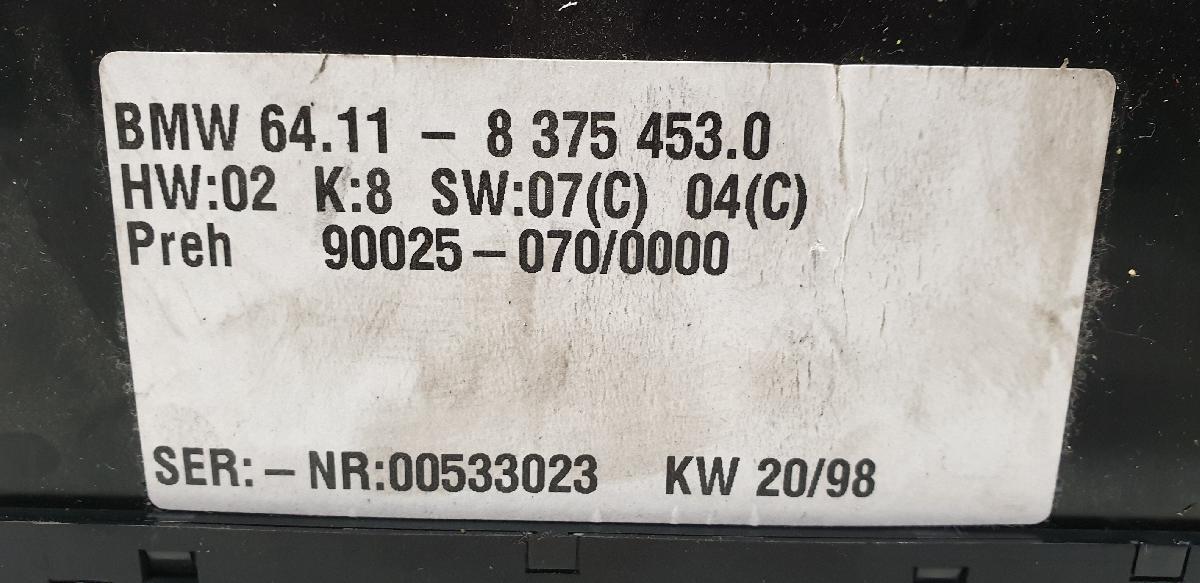 BMW 64.11 – 8 375 453.0
HW:02 K:8 SW:07(C) 04(C)
Preh 90025–070/0000
SER:–NR:00533023 KW 20/98